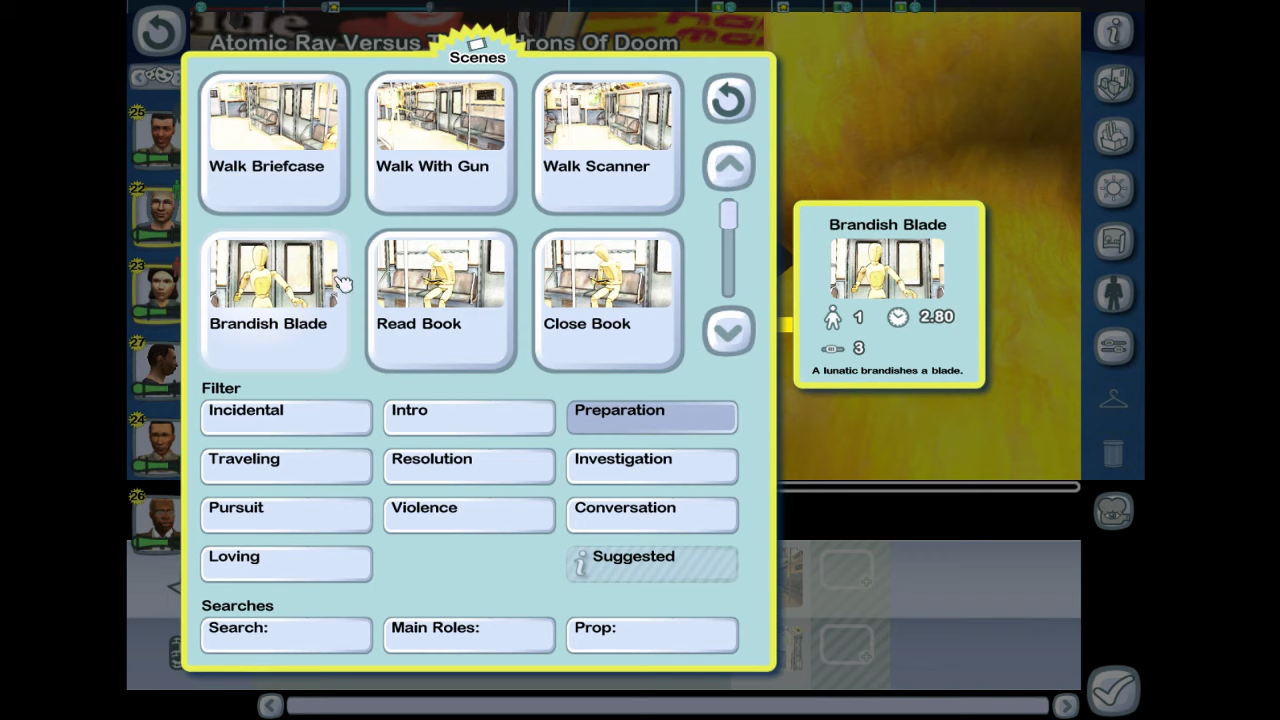 Atomic Ray Versus T
rons Of Doom
Scenes
Walk Briefcase
Walk With Gun
Walk Scanner
Brandish Blade
Read Book
Close Book
Brandish Blade
1
2.80
3
A lunatic brandishes a blade.
Filter
Incidental
Intro
Preparation
Traveling
Resolution
Investigation
Pursuit
Violence
Conversation
Loving
Suggested
Searches
Search:
Main Roles:
Prop:
25
22
23
27
24
26